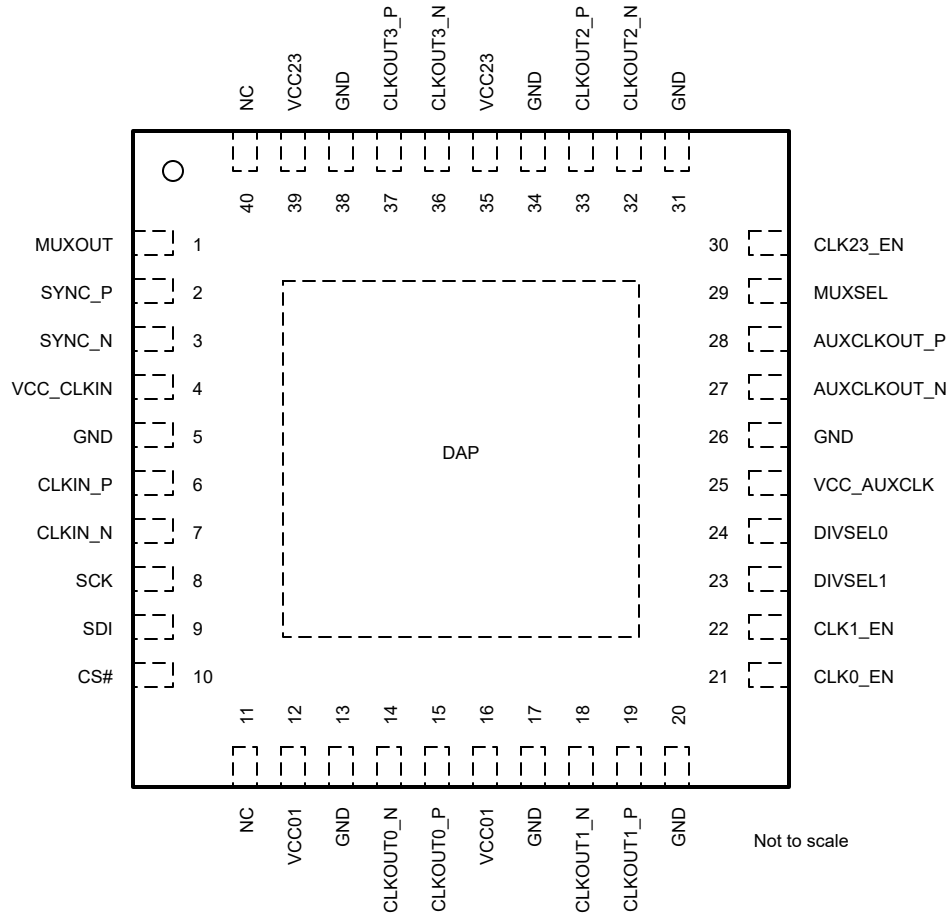 NC
VCC23
GND
CLKOUT3_P
CLKOUT3_N
VCC23
GND
CLKOUT2_P
CLKOUT2_N
GND
40
39
38
37
36
35
34
33
32
31
MUXOUT 1
SYNC_P 2
SYNC_N 3
VCC_CLKIN 4
GND 5
CLKIN_P 6
CLKIN_N 7
SCK 8
SDI 9
CS# 10
DAP
30 CLK23_EN
29 MUXSEL
28 AUXCLKOUT_P
27 AUXCLKOUT_N
26 GND
25 VCC_AUXCLK
24 DIVSEL0
23 DIVSEL1
22 CLK1_EN
21 CLK0_EN
11
12
13
14
15
16
17
18
19
20
NC
VCC01
GND
CLKOUT0_N
CLKOUT0_P
VCC01
GND
CLKOUT1_N
CLKOUT1_P
GND
Not to scale